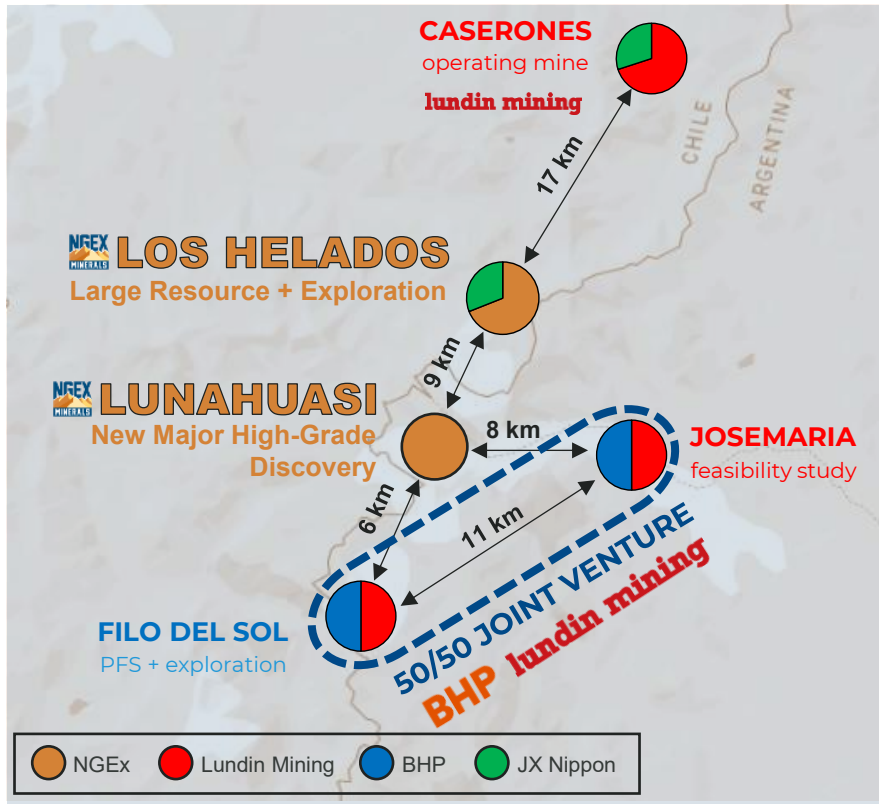 CASERONES
operating mine
lundin mining
CHILE
ARGENTINA
17 km
NGEX
MINERALS
LOS HELADOS
Large Resource + Exploration
9 km
NGEX
MINERALS
LUNAHUASI
New Major High-Grade
Discovery
8 km
JOSEMARIA
feasibility study
6 km
11 km
FILO DEL SOL
PFS + exploration
50/50 JOINT VENTURE
BHP lundin mining
NGEx Lundin Mining BHP JX Nippon